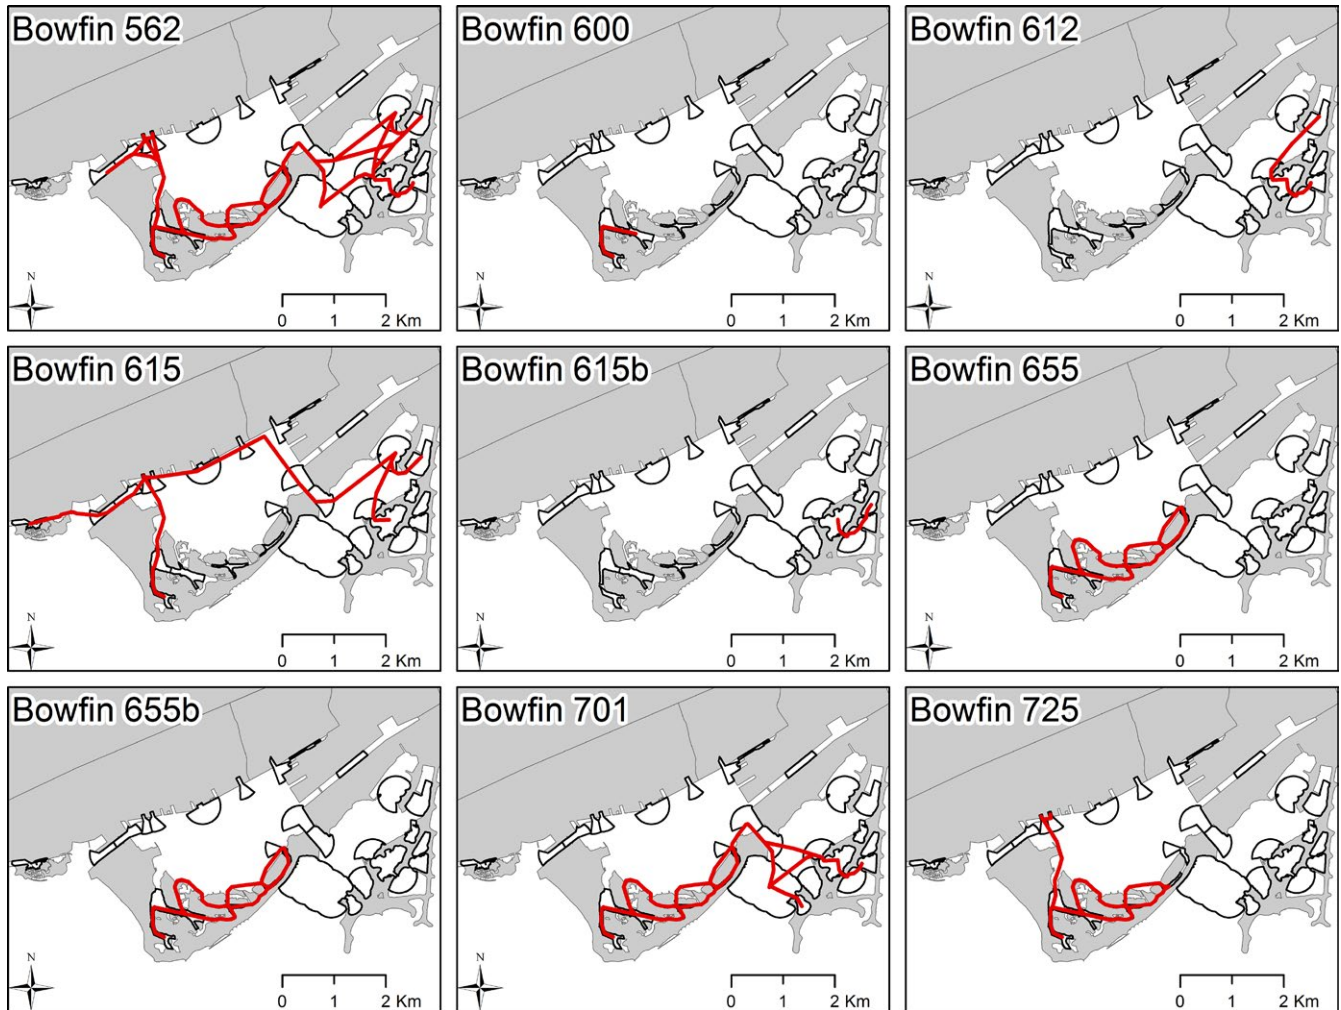 Bowfin 562
Bowfin 600
Bowfin 612
N
0 1 2 Km
N
0 1 2 Km
N
0 1 2 Km
Bowfin 615
Bowfin 615b
Bowfin 655
N
0 1 2 Km
N
0 1 2 Km
N
0 1 2 Km
Bowfin 655b
Bowfin 701
Bowfin 725
N
0 1 2 Km
N
0 1 2 Km
N
0 1 2 Km